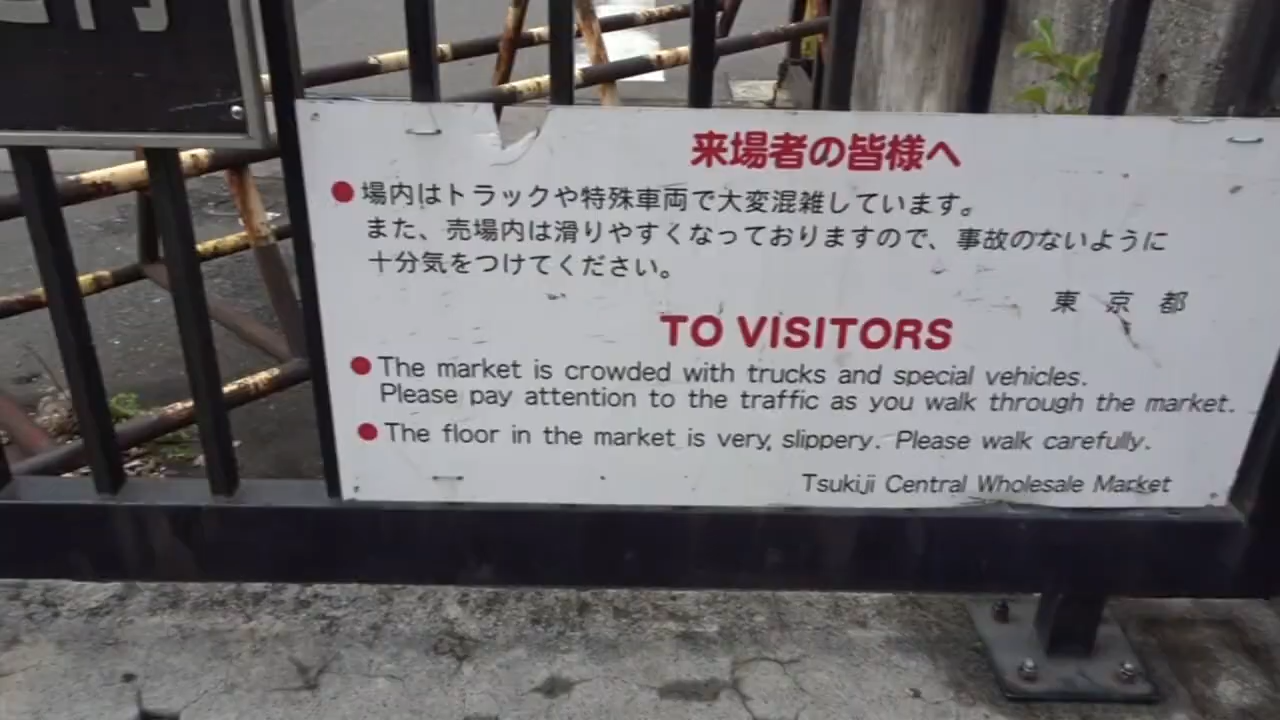 来場者の皆様へ
● 場内はトラックや特殊車両で大変混雑しています。
また、売場内は滑りやすくなっておりますので、事故のないように
十分気をつけてください。
東京都
TO VISITORS
● The market is crowded with trucks and special vehicles.
Please pay attention to the traffic as you walk through the market.
● The floor in the market is very, slippery. Please walk carefully.
Tsukiji Central Wholesale Market